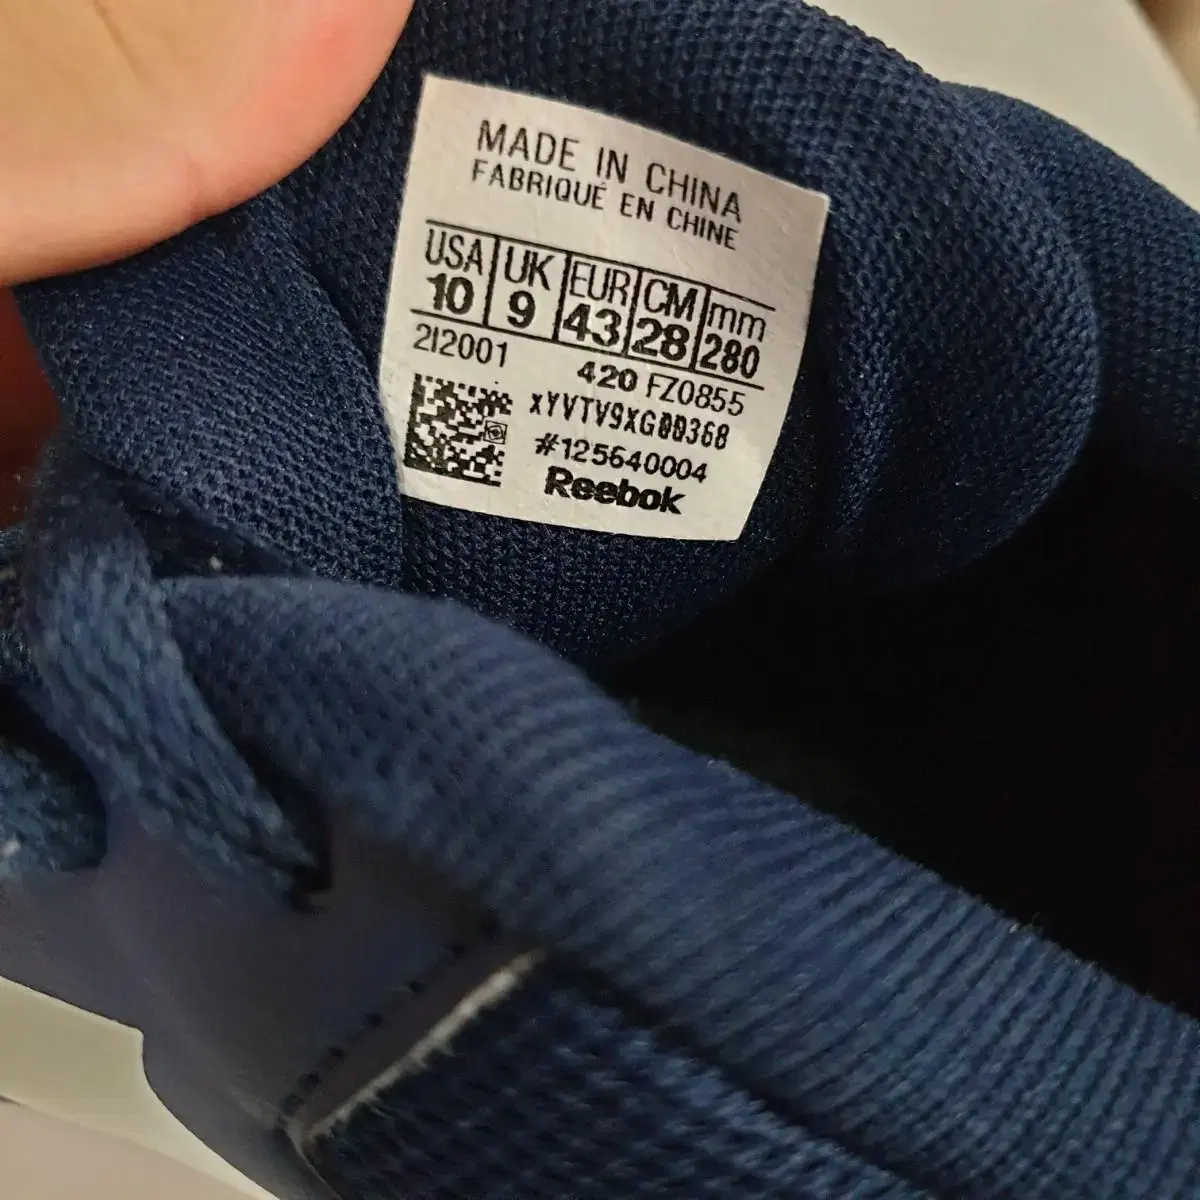 MADE IN CHINA
FABRIQUÉ EN CHINE
USA UK EUR CM mm
10 9 43 28 280
2I2001 420 FZ0855
xYVTV9XG00368
#125640004
Reebok